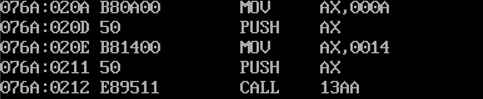 076A:020A B80A00 MOV AX,000A
076A:020D 50 PUSH AX
076A:020E B81400 MOV AX,0014
076A:0211 50 PUSH AX
076A:0212 E89511 CALL 13AA